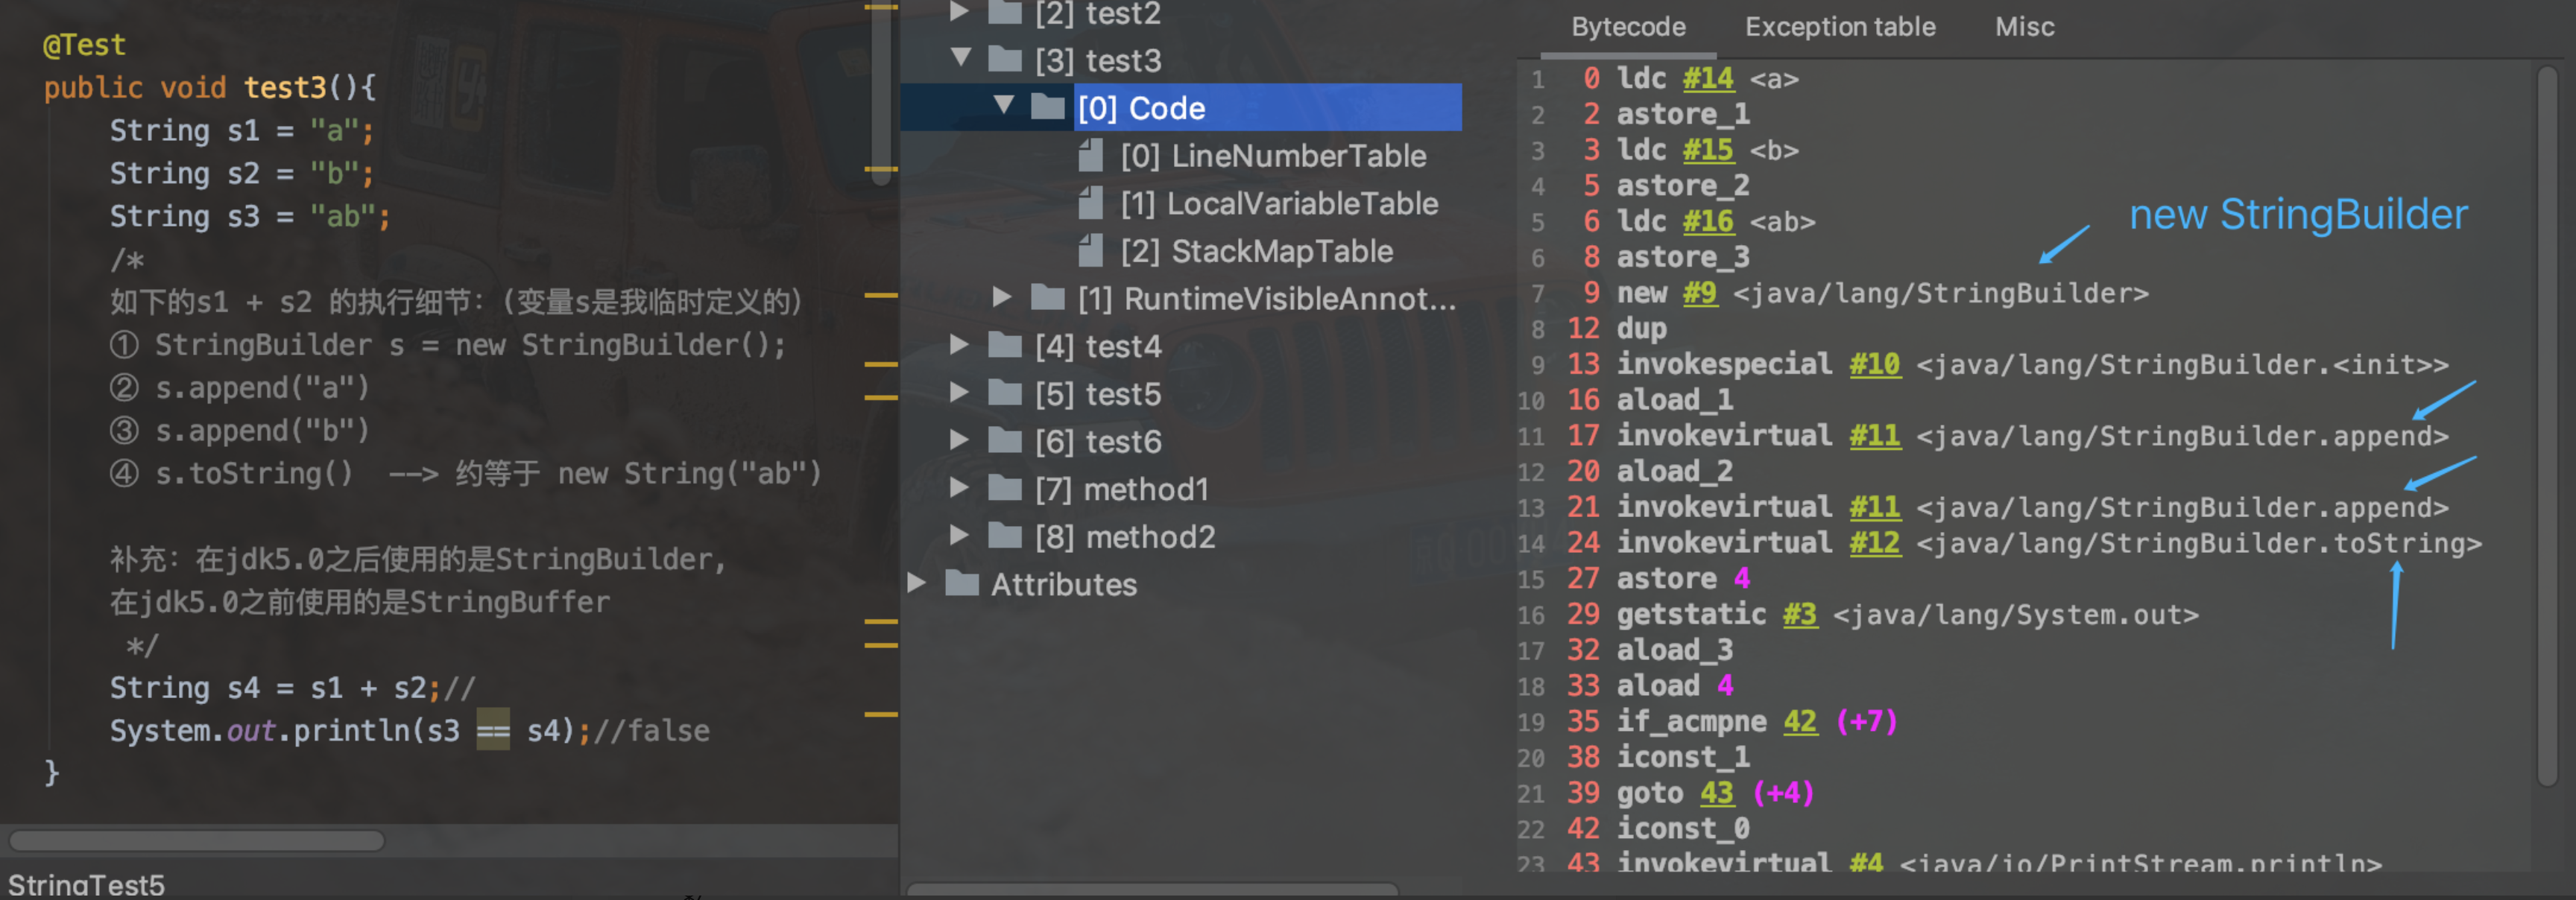 @Test
public void test3(){
String s1 = "a";
String s2 = "b";
String s3 = "ab";
/*
如下的s1 + s2 的执行细节：(变量s是我临时定义的）
① StringBuilder s = new StringBuilder();
② s.append("a")
③ s.append("b")
④ s.toString()  --> 约等于 new String("ab")
补充：在jdk5.0之后使用的是StringBuilder,
在jdk5.0之前使用的是StringBuffer
*/
String s4 = s1 + s2;//
System.out.println(s3 == s4);//false
}
StringTest5
[2] test2
[3] test3
[0] Code
[0] LineNumberTable
[1] LocalVariableTable
[2] StackMapTable
[1] RuntimeVisibleAnnot...
[4] test4
[5] test5
[6] test6
[7] method1
[8] method2
Attributes
Bytecode Exception table Misc
1 0 ldc #14 <a>
2 2 astore_1
3 3 ldc #15 <b>
4 5 astore_2
new StringBuilder
5 6 ldc #16 <ab>
6 8 astore_3
7 9 new #9 <java/lang/StringBuilder>
8 12 dup
9 13 invokespecial #10 <java/lang/StringBuilder.<init>>
10 16 aload_1
11 17 invokevirtual #11 <java/lang/StringBuilder.append>
12 20 aload_2
13 21 invokevirtual #11 <java/lang/StringBuilder.append>
14 24 invokevirtual #12 <java/lang/StringBuilder.toString>
15 27 astore 4
16 29 getstatic #3 <java/lang/System.out>
17 32 aload_3
18 33 aload 4
19 35 if_acmpne 42 (+7)
20 38 iconst_1
21 39 goto 43 (+4)
22 42 iconst_0
23 43 invokevirtual #4 <java/io/PrintStream.println>